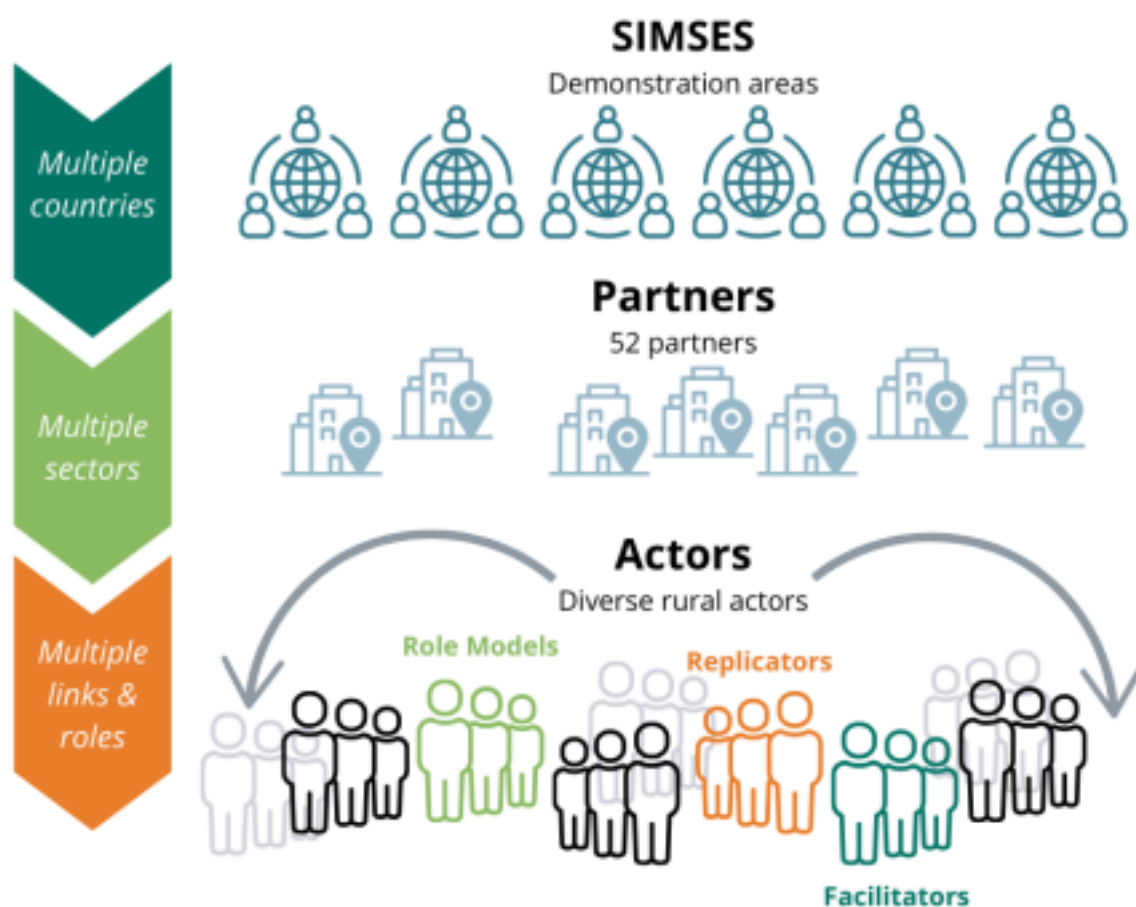 SIMSES
Demonstration areas
Multiple
countries
Partners
52 partners
Multiple
sectors
Actors
Diverse rural actors
Multiple
links &
roles
Role Models
Replicators
Facilitators